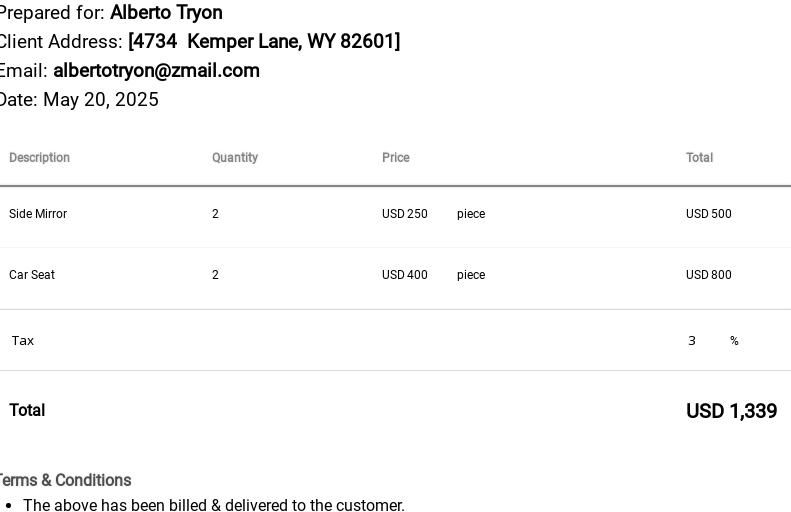 Prepared for: Alberto Tryon
Client Address: [4734 Kemper Lane, WY 82601]
Email: albertotryon@zmail.com
Date: May 20, 2025
Description Quantity Price Total
Side Mirror 2 USD 250 piece USD 500
Car Seat 2 USD 400 piece USD 800
Tax 3 %
Total USD 1,339
Terms & Conditions
• The above has been billed & delivered to the customer.